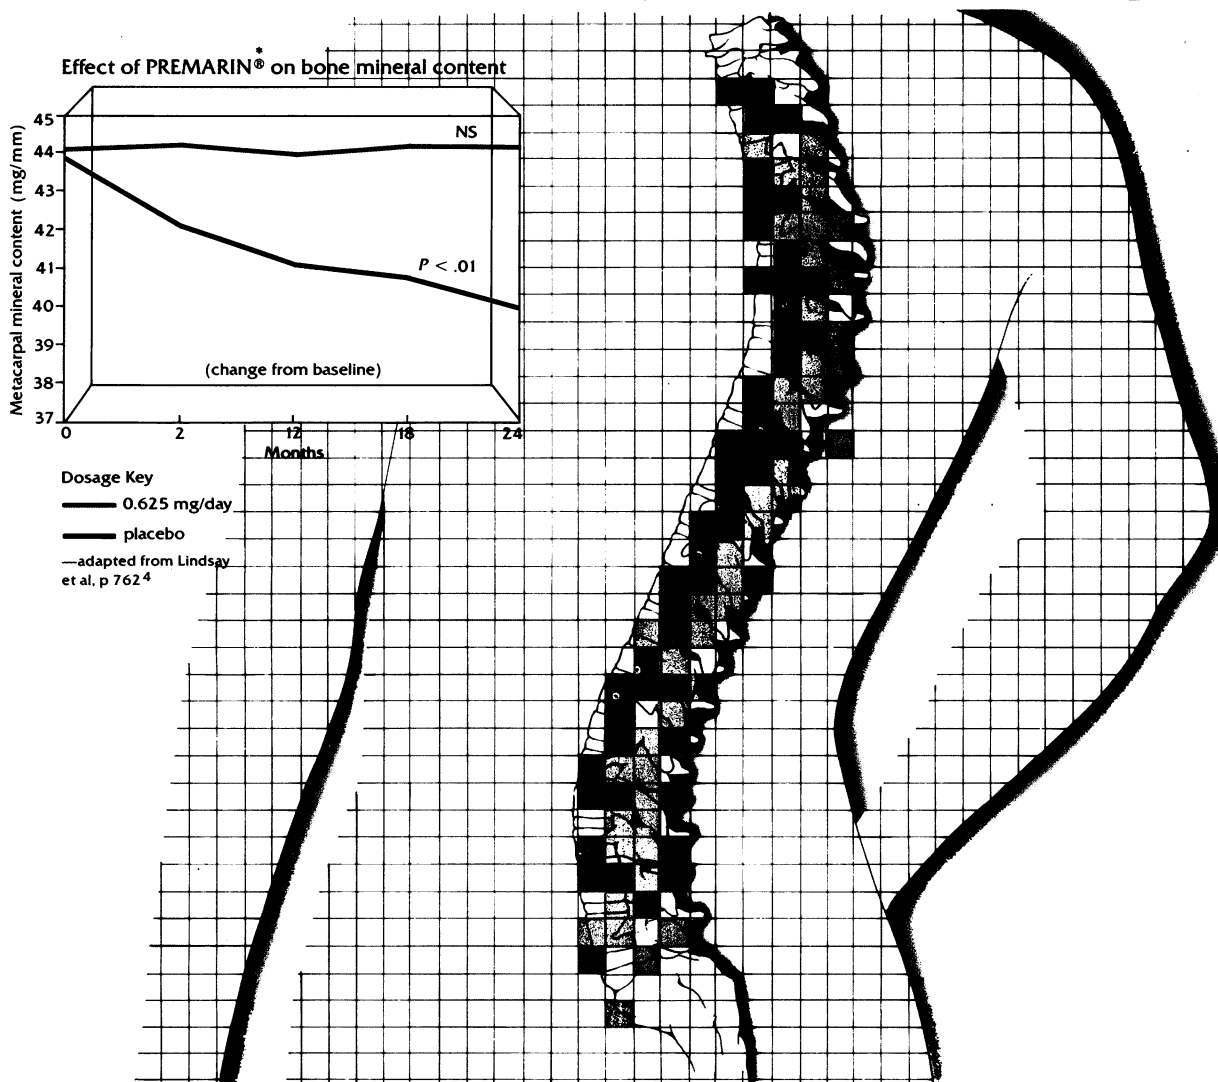 Effect of PREMARIN®* on bone mineral content
Metacarpal mineral content (mg/mm)
45
44
43
42
41
40
39
38
37
NS
P < .01
(change from baseline)
0 2 12 18 24
Months
Dosage Key
0.625 mg/day
placebo
—adapted from Lindsay
et al, p 762⁴